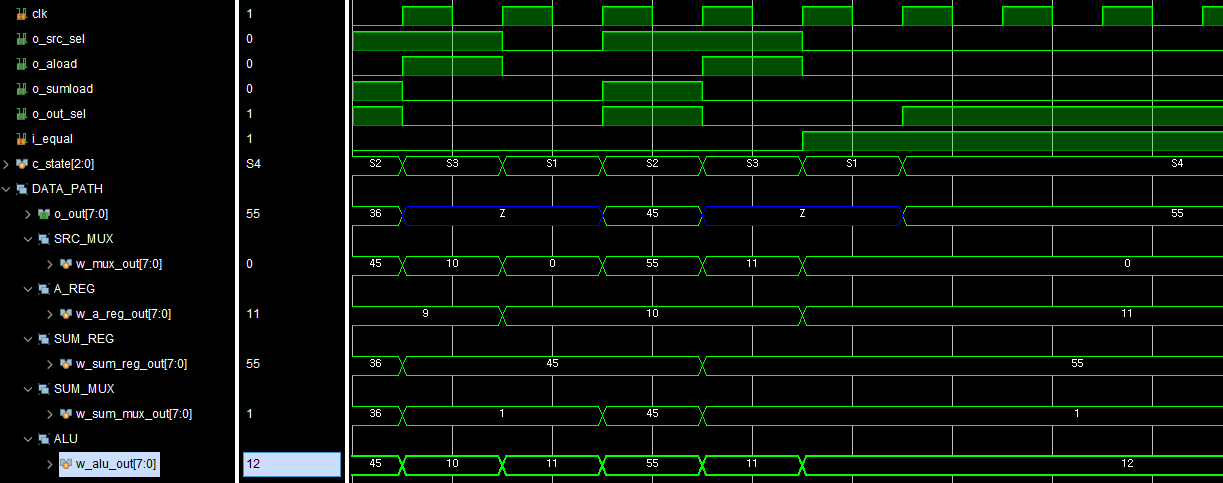 clk 1
o_src_sel 0
o_aload 0
o_sumload 0
o_out_sel 1
i_equal 1
c_state[2:0] S4 S2 S3 S1 S2 S3 S1 S4
DATA_PATH
o_out[7:0] 55 36 Z 45 Z 55
SRC_MUX
w_mux_out[7:0] 0 45 10 0 55 11 0
A_REG
w_a_reg_out[7:0] 11 9 10 11
SUM_REG
w_sum_reg_out[7:0] 55 36 45 55
SUM_MUX
w_sum_mux_out[7:0] 1 36 1 45 1
ALU
w_alu_out[7:0] 12 45 10 11 55 11 12